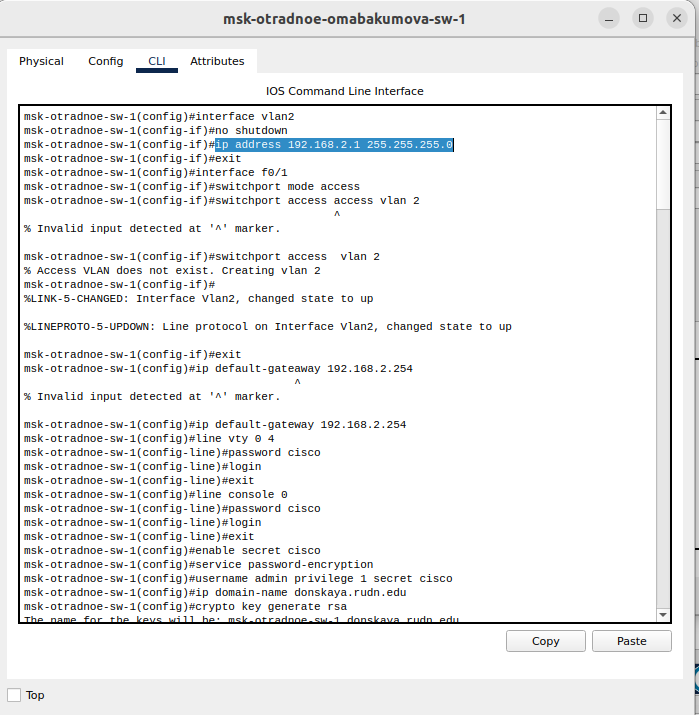 msk-otradnoe-omabakumova-sw-1
Physical Config CLI Attributes
IOS Command Line Interface
msk-otradnoe-sw-1(config)#interface vlan2
msk-otradnoe-sw-1(config-if)#no shutdown
msk-otradnoe-sw-1(config-if)#ip address 192.168.2.1 255.255.255.0
msk-otradnoe-sw-1(config-if)#exit
msk-otradnoe-sw-1(config)#interface f0/1
msk-otradnoe-sw-1(config-if)#switchport mode access
msk-otradnoe-sw-1(config-if)#switchport access access vlan 2
^
% Invalid input detected at '^' marker.
msk-otradnoe-sw-1(config-if)#switchport access  vlan 2
% Access VLAN does not exist. Creating vlan 2
msk-otradnoe-sw-1(config-if)#
%LINK-5-CHANGED: Interface Vlan2, changed state to up
%LINEPROTO-5-UPDOWN: Line protocol on Interface Vlan2, changed state to up
msk-otradnoe-sw-1(config-if)#exit
msk-otradnoe-sw-1(config)#ip default-gateaway 192.168.2.254
^
% Invalid input detected at '^' marker.
msk-otradnoe-sw-1(config)#ip default-gateway 192.168.2.254
msk-otradnoe-sw-1(config)#line vty 0 4
msk-otradnoe-sw-1(config-line)#password cisco
msk-otradnoe-sw-1(config-line)#login
msk-otradnoe-sw-1(config-line)#exit
msk-otradnoe-sw-1(config)#line console 0
msk-otradnoe-sw-1(config-line)#password cisco
msk-otradnoe-sw-1(config-line)#login
msk-otradnoe-sw-1(config-line)#exit
msk-otradnoe-sw-1(config)#enable secret cisco
msk-otradnoe-sw-1(config)#service password-encryption
msk-otradnoe-sw-1(config)#username admin privilege 1 secret cisco
msk-otradnoe-sw-1(config)#ip domain-name donskaya.rudn.edu
msk-otradnoe-sw-1(config)#crypto key generate rsa
The name for the keys will be: msk-otradnoe-sw-1.donskaya.rudn.edu
Copy Paste
Top